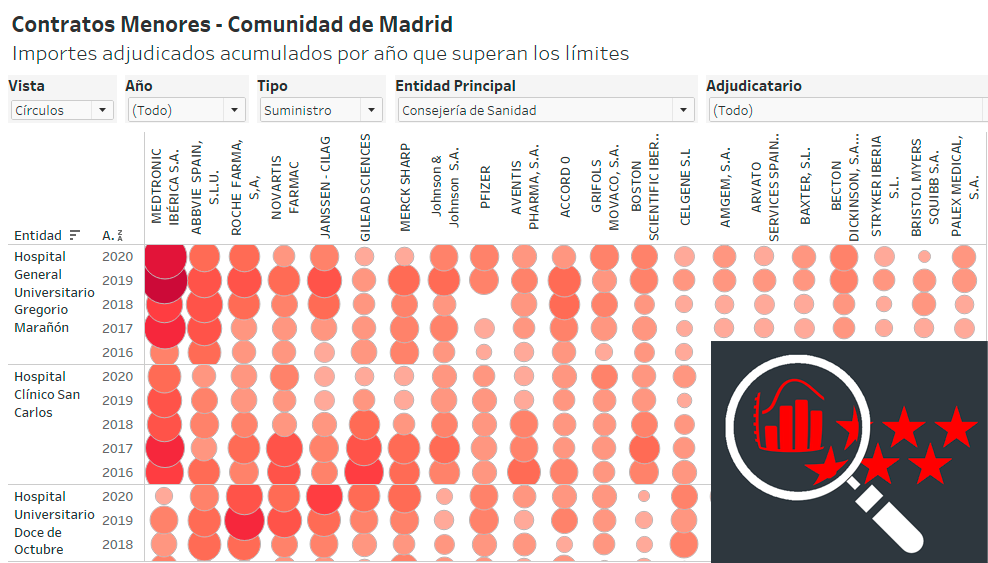 Contratos Menores - Comunidad de Madrid
Importes adjudicados acumulados por año que superan los límites
Vista
Año
Tipo
Entidad Principal
Adjudicatario
Círculos
(Todo)
Suministro
Consejería de Sanidad
(Todo)
Entidad
A..
MEDTRONIC
IBÉRICA S.A.
ABBVIE SPAIN,
S.L.U.
ROCHE FARMA,
S,A,
NOVARTIS
FARMAC
JANSSEN - CILAG
GILEAD SCIENCES
MERCK SHARP
Johnson &
Johnson S.A.
PFIZER
AVENTIS
PHARMA, S.A.
ACCORD 0
GRIFOLS
MOVACO, S.A.
BOSTON
SCIENTIFIC IBER..
CELGENE S.L
AMGEM, S.A.
ARVATO
SERVICES SPAIN..
BAXTER, S.L.
BECTON
DICKINSON, S.A..
STRYKER IBERIA
S.L.
BRISTOL MYERS
SQUIBB S.A.
PALEX MEDICAL,
S.A.
Hospital
General
Universitario
Gregorio
Marañón
2020
2019
2018
2017
2016
Hospital
Clínico San
Carlos
2020
2019
2018
2017
2016
Hospital
Universitario
Doce de
Octubre
2020
2019
2018